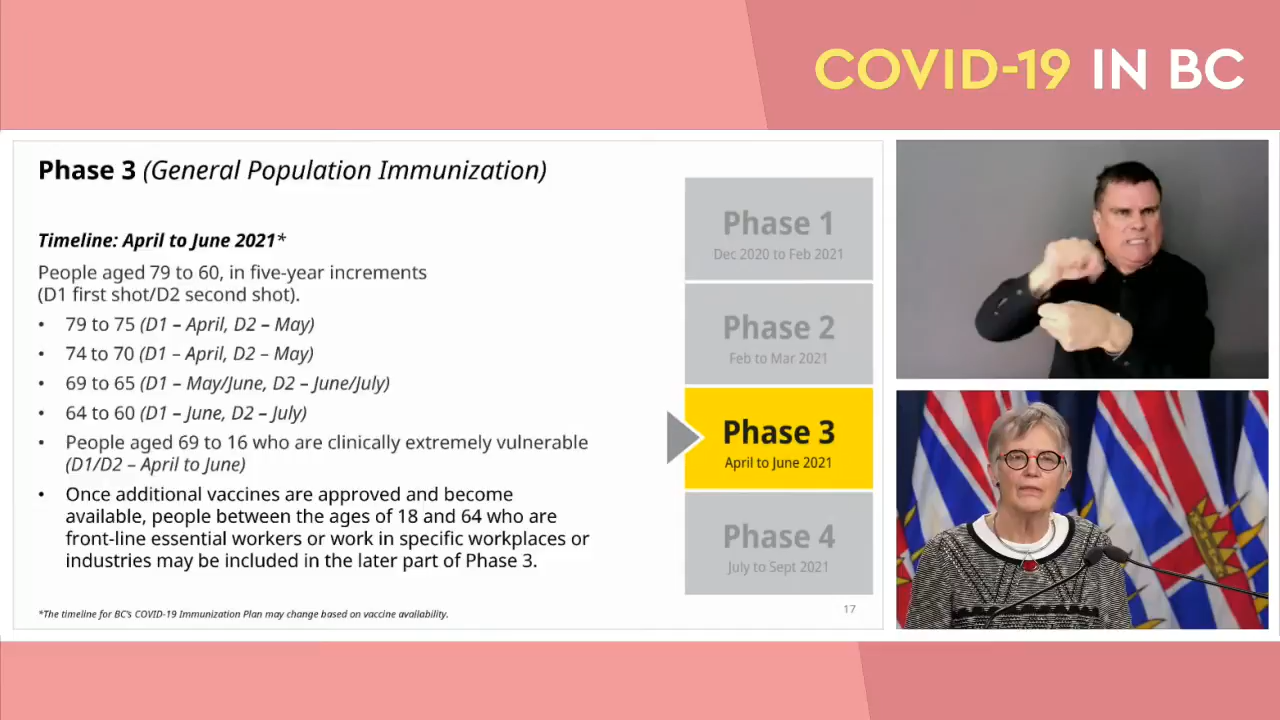 COVID-19 IN BC
Phase 3 (General Population Immunization)
Timeline: April to June 2021*
People aged 79 to 60, in five-year increments
(D1 first shot/D2 second shot).
• 79 to 75 (D1 – April, D2 – May)
• 74 to 70 (D1 – April, D2 – May)
• 69 to 65 (D1 – May/June, D2 – June/July)
• 64 to 60 (D1 – June, D2 – July)
• People aged 69 to 16 who are clinically extremely vulnerable
(D1/D2 – April to June)
• Once additional vaccines are approved and become
available, people between the ages of 18 and 64 who are
front-line essential workers or work in specific workplaces or
industries may be included in the later part of Phase 3.
*The timeline for BC's COVID-19 Immunization Plan may change based on vaccine availability.
Phase 1
Dec 2020 to Feb 2021
Phase 2
Feb to Mar 2021
Phase 3
April to June 2021
Phase 4
July to Sept 2021
17